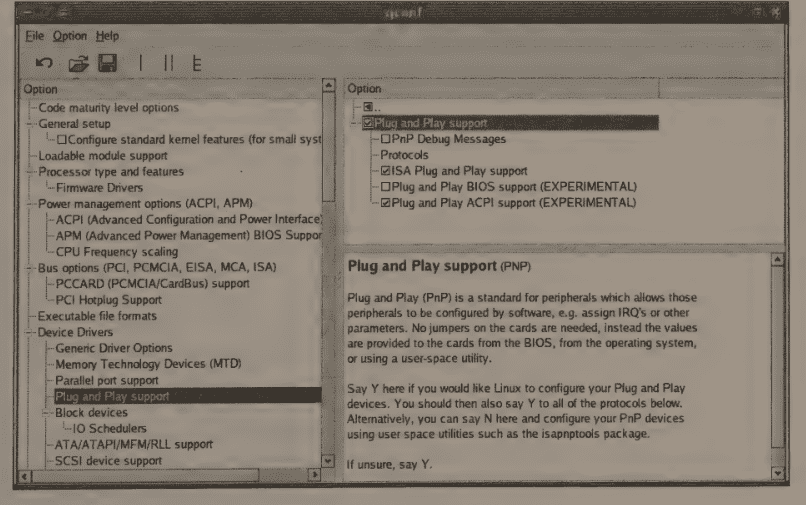 qconf
File Option Help
Option
Code maturity level options
General setup
Configure standard kernel features (for small syst
Loadable module support
Processor type and features
Firmware Drivers
Power management options (ACPI, APM)
ACPI (Advanced Configuration and Power Interface)
APM (Advanced Power Management) BIOS Suppor
CPU Frequency scaling
Bus options (PCI, PCMCIA, EISA, MCA, ISA)
PCCARD (PCMCIA/CardBus) support
PCI Hotplug Support
Executable file formats
Device Drivers
Generic Driver Options
Memory Technology Devices (MTD)
Parallel port support
Plug and Play support
Block devices
IO Schedulers
ATA/ATAPI/MFM/RLL support
SCSI device support
Option
..
Plug and Play support
PnP Debug Messages
Protocols
ISA Plug and Play support
Plug and Play BIOS support (EXPERIMENTAL)
Plug and Play ACPI support (EXPERIMENTAL)
Plug and Play support (PNP)
Plug and Play (PnP) is a standard for peripherals which allows those
peripherals to be configured by software, e.g. assign IRQ's or other
parameters. No jumpers on the cards are needed, instead the values
are provided to the cards from the BIOS, from the operating system,
or using a user-space utility.
Say Y here if you would like Linux to configure your Plug and Play
devices. You should then also say Y to all of the protocols below.
Alternatively, you can say N here and configure your PnP devices
using user space utilities such as the isapnptools package.
If unsure, say Y.